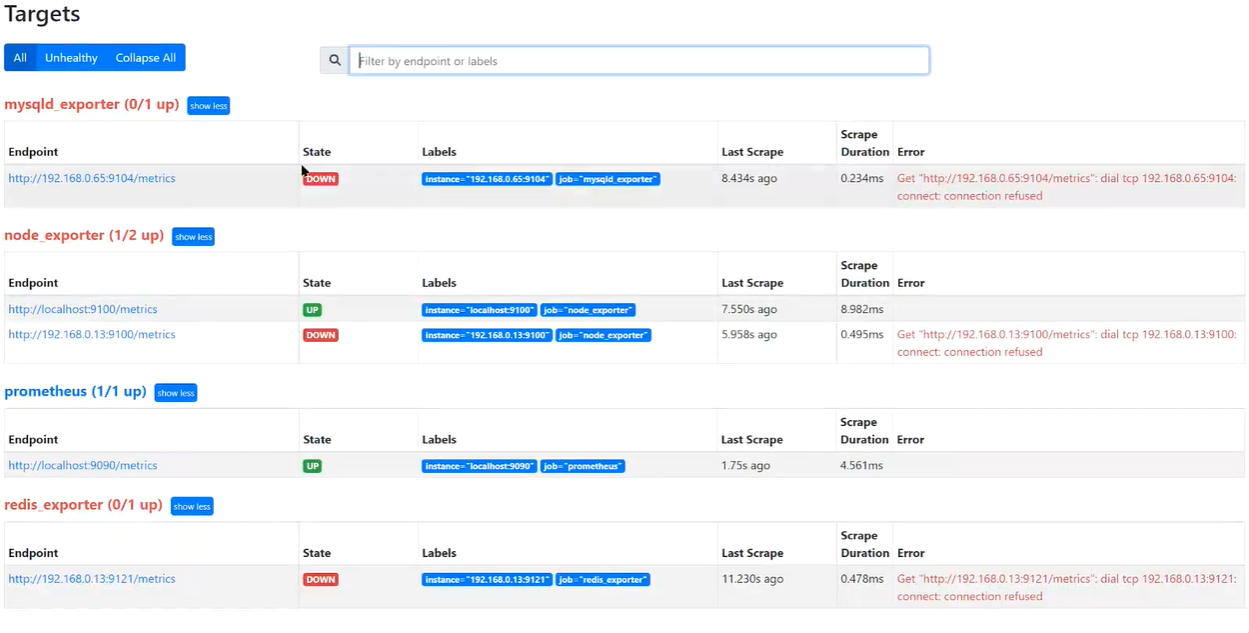 Targets
All Unhealthy Collapse All Filter by endpoint or labels
mysqld_exporter (0/1 up) show less
Endpoint State Labels Last Scrape Scrape Duration Error
http://192.168.0.65:9104/metrics DOWN instance="192.168.0.65:9104" job="mysqld_exporter" 8.434s ago 0.234ms Get "http://192.168.0.65:9104/metrics": dial tcp 192.168.0.65:9104:
connect: connection refused
node_exporter (1/2 up) show less
Endpoint State Labels Last Scrape Scrape Duration Error
http://localhost:9100/metrics UP instance="localhost:9100" job="node_exporter" 7.550s ago 8.982ms
http://192.168.0.13:9100/metrics DOWN instance="192.168.0.13:9100" job="node_exporter" 5.958s ago 0.495ms Get "http://192.168.0.13:9100/metrics": dial tcp 192.168.0.13:9100:
connect: connection refused
prometheus (1/1 up) show less
Endpoint State Labels Last Scrape Scrape Duration Error
http://localhost:9090/metrics UP instance="localhost:9090" job="prometheus" 1.75s ago 4.561ms
redis_exporter (0/1 up) show less
Endpoint State Labels Last Scrape Scrape Duration Error
http://192.168.0.13:9121/metrics DOWN instance="192.168.0.13:9121" job="redis_exporter" 11.230s ago 0.478ms Get "http://192.168.0.13:9121/metrics": dial tcp 192.168.0.13:9121:
connect: connection refused